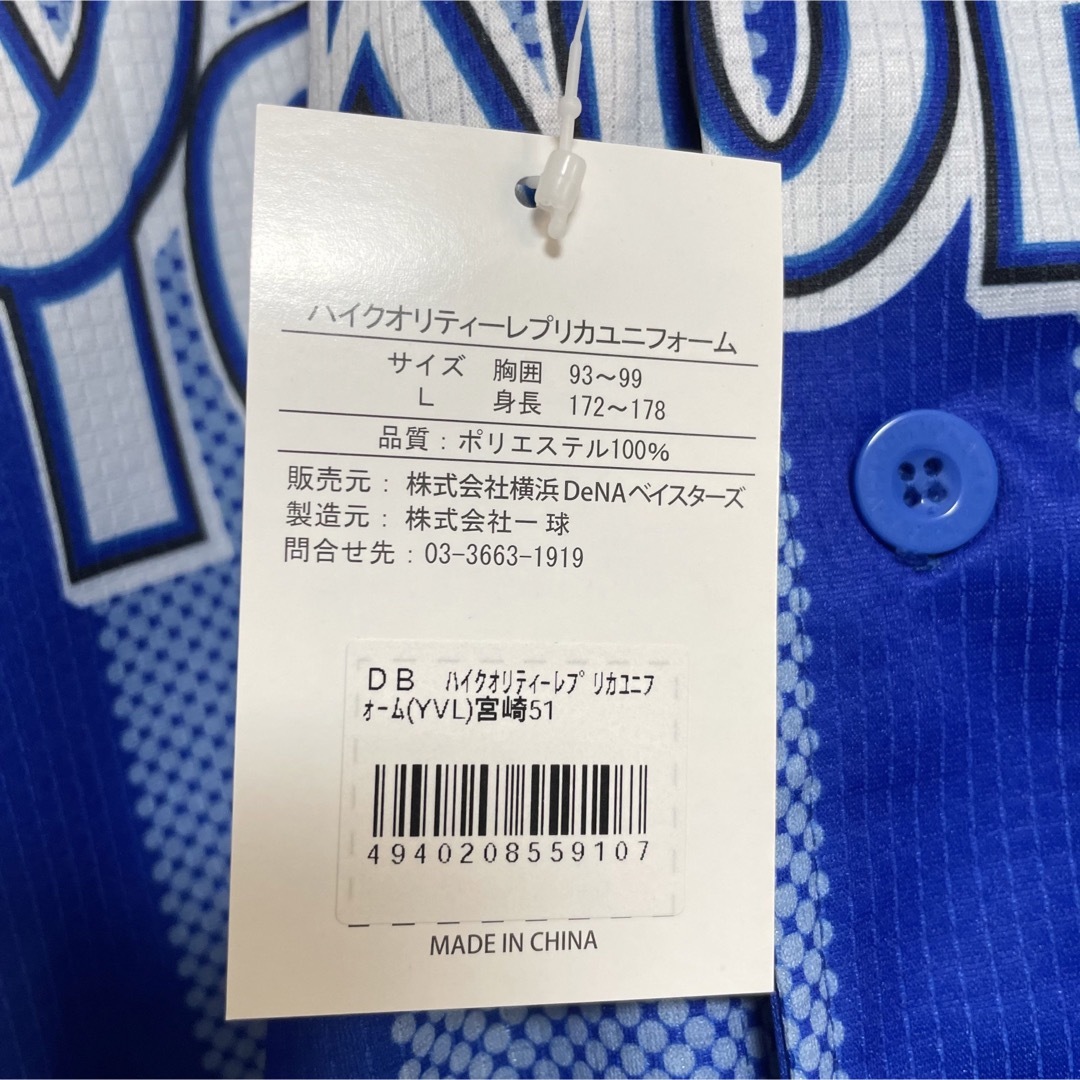 ハイクオリティーレプリカユニフォーム
サイズ 胸囲 93～99
L 身長 172～178
品質：ポリエステル100%
販売元：株式会社横浜DeNAベイスターズ
製造元：株式会社一球
問合せ先：03-3663-1919
ＤＢ ﾊｲｸｵﾘﾃｨｰﾚﾌﾟﾘｶﾕﾆﾌ
ｫｰﾑ(YVL)宮崎51
4940208559107
MADE IN CHINA